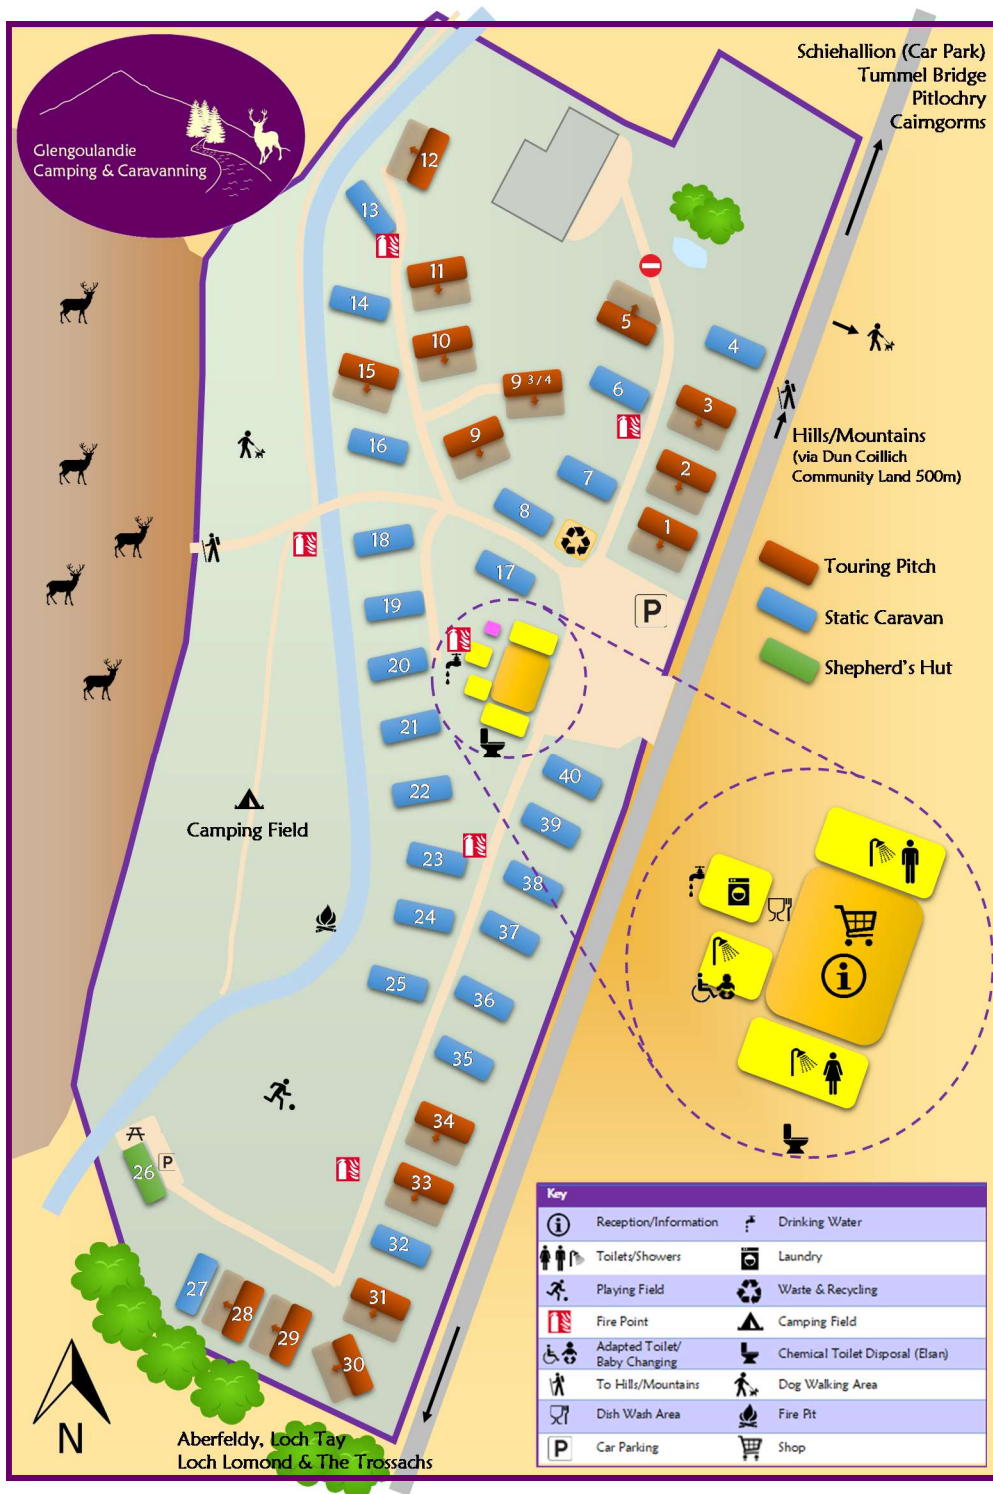 Glengoulandie
Camping & Caravanning
Schiehallion (Car Park)
Tummel Bridge
Pitlochry
Cairngorms
12
13
11
14
10
15
9 3/4
9
16
5
4
6
3
7
2
8
1
Hills/Mountains
(via Dun Coillich
Community Land 500m)
Touring Pitch
Static Caravan
Shepherd's Hut
18
17
19
P
20
21
22
40
39
23
38
24
37
25
36
35
Camping Field
34
33
32
26
P
27
28
29
30
31
i
N
Aberfeldy, Loch Tay
Loch Lomond & The Trossachs
Key
i Reception/Information Drinking Water
Toilets/Showers Laundry
Playing Field Waste & Recycling
Fire Point Camping Field
Adapted Toilet/
Baby Changing Chemical Toilet Disposal (Elsan)
To Hills/Mountains Dog Walking Area
Dish Wash Area Fire Pit
P Car Parking Shop